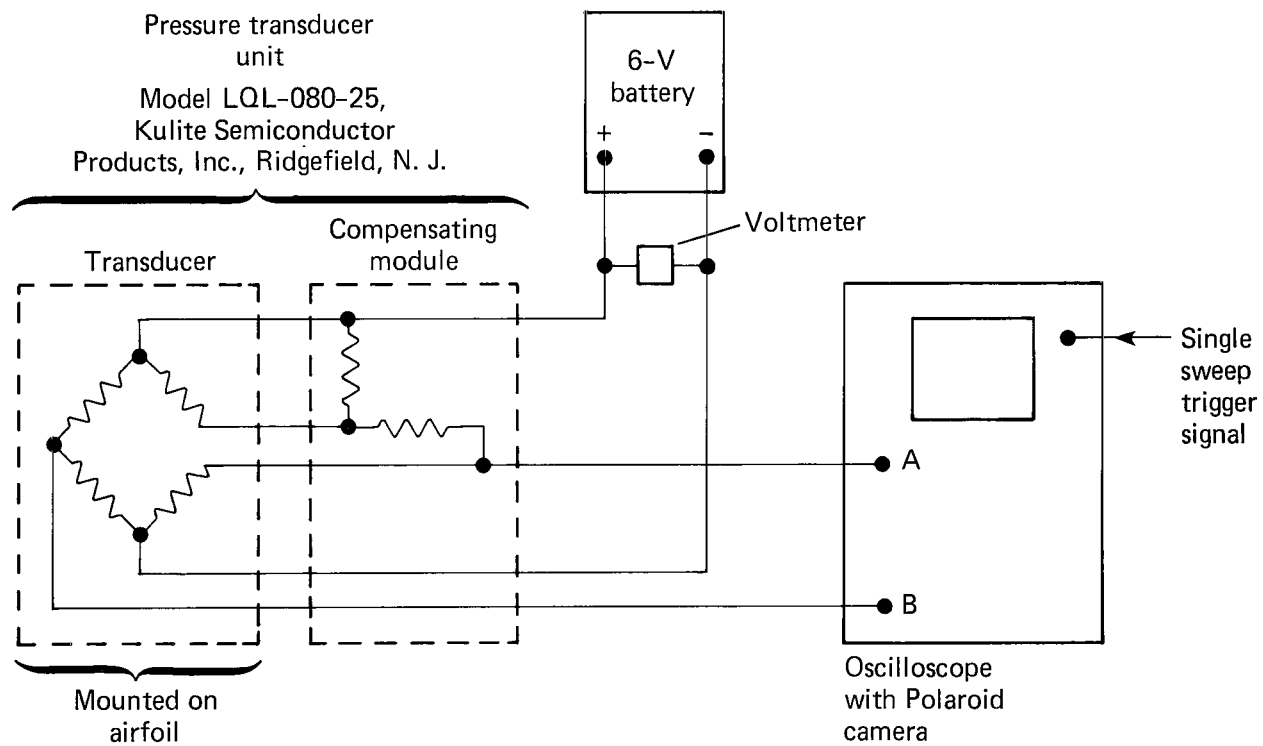 Pressure transducer
unit
Model LQL-080-25,
Kulite Semiconductor
Products, Inc., Ridgefield, N. J.
6-V
battery
+
-
Voltmeter
Compensating
module
Transducer
Single
sweep
trigger
signal
A
B
Mounted on
airfoil
Oscilloscope
with Polaroid
camera